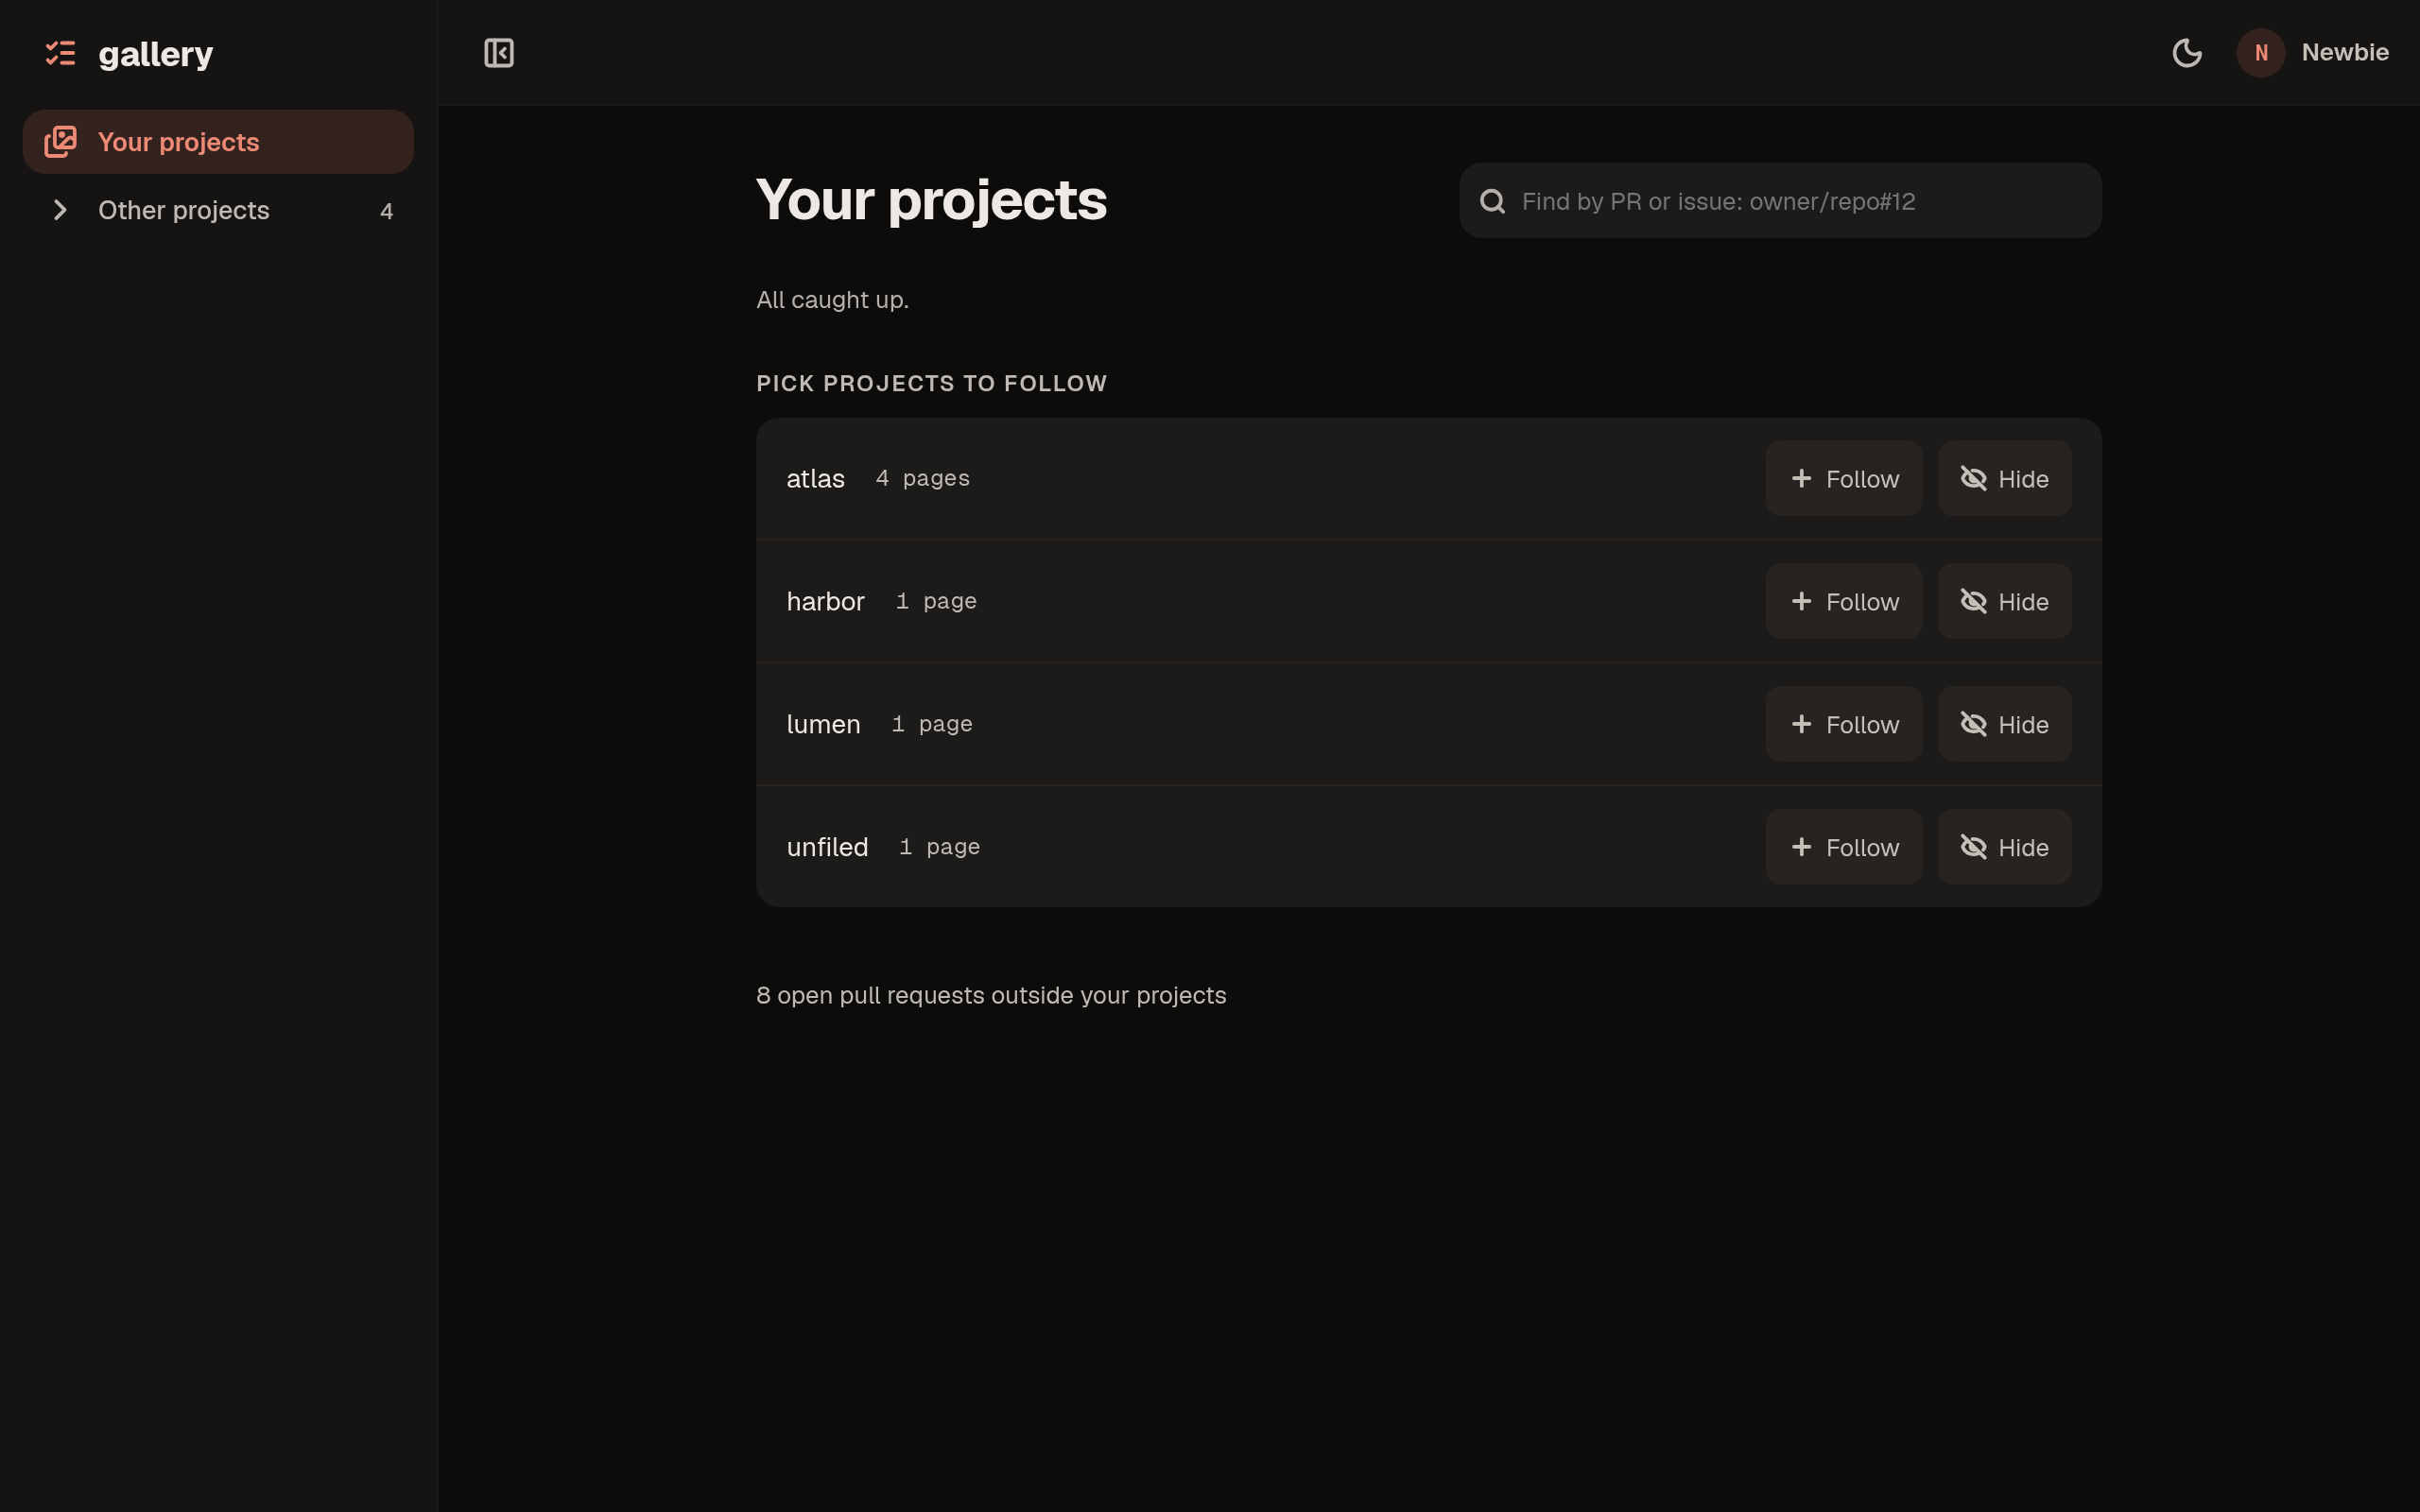 gallery
N
Newbie
Your projects
Other projects 4
Your projects
Find by PR or issue: owner/repo#12
All caught up.
PICK PROJECTS TO FOLLOW
atlas 4 pages Follow Hide
harbor 1 page Follow Hide
lumen 1 page Follow Hide
unfiled 1 page Follow Hide
8 open pull requests outside your projects